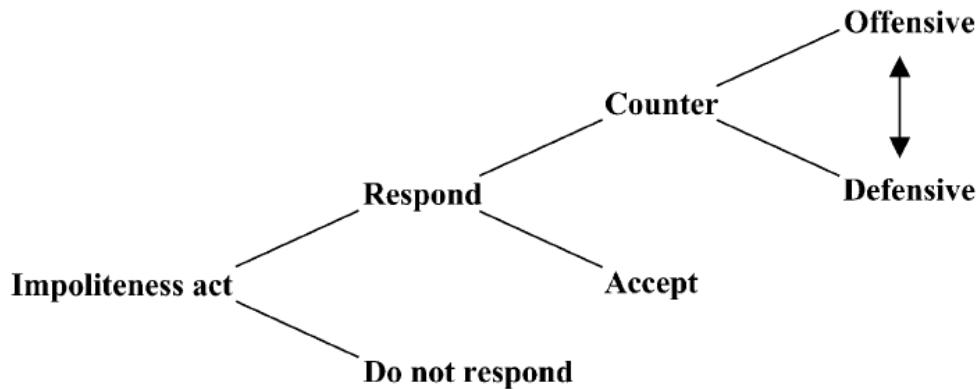 Offensive
Counter
Defensive
Respond
Accept
Impoliteness act
Do not respond